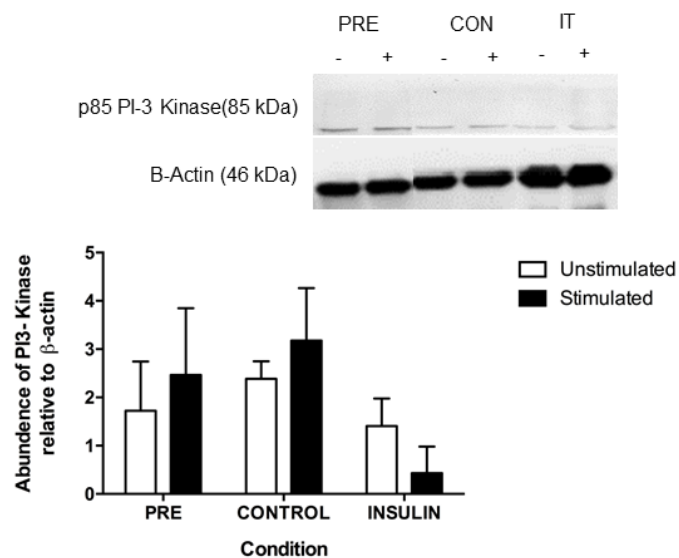 PRE CON IT
- + - + - +
p85 PI-3 Kinase(85 kDa)
B-Actin (46 kDa)
Abundence of PI3- Kinase
relative to β-actin
5
4
3
2
1
0
PRE CONTROL INSULIN
Condition
Unstimulated
Stimulated